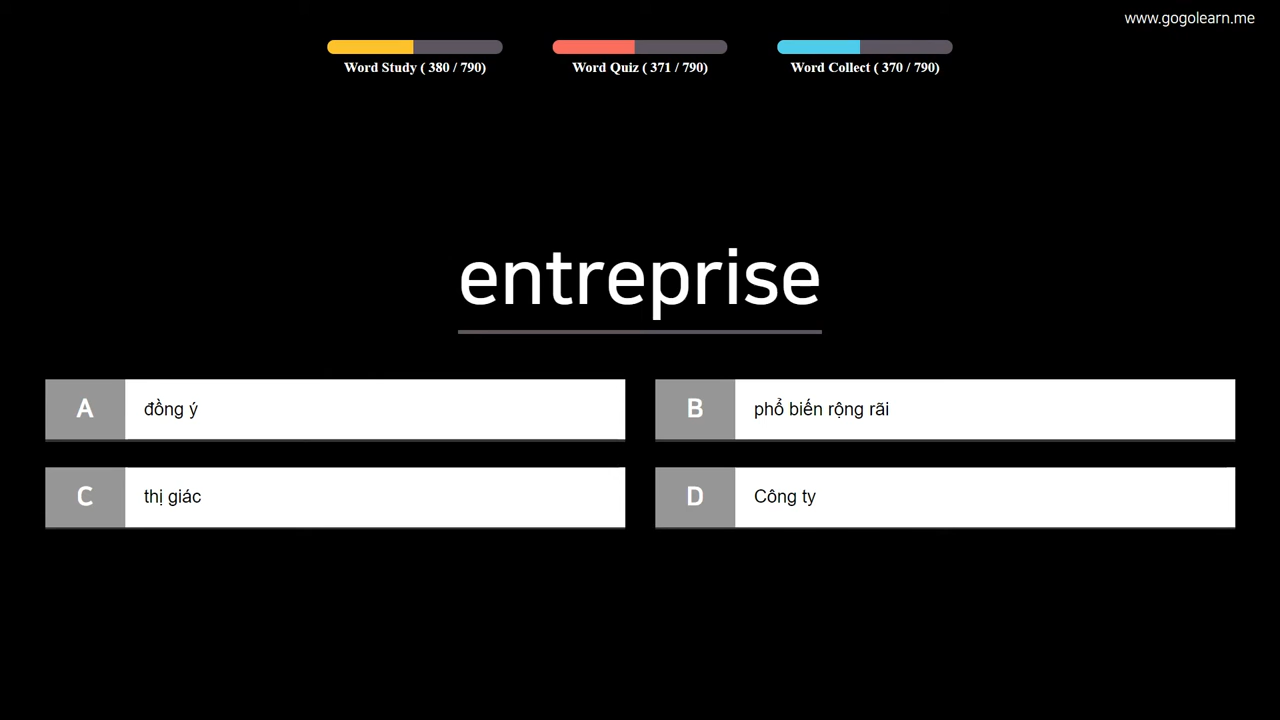 www.gogolearn.me
Word Study ( 380 / 790)
Word Quiz ( 371 / 790)
Word Collect ( 370 / 790)
entreprise
A đồng ý
B phổ biến rộng rãi
C thị giác
D Công ty